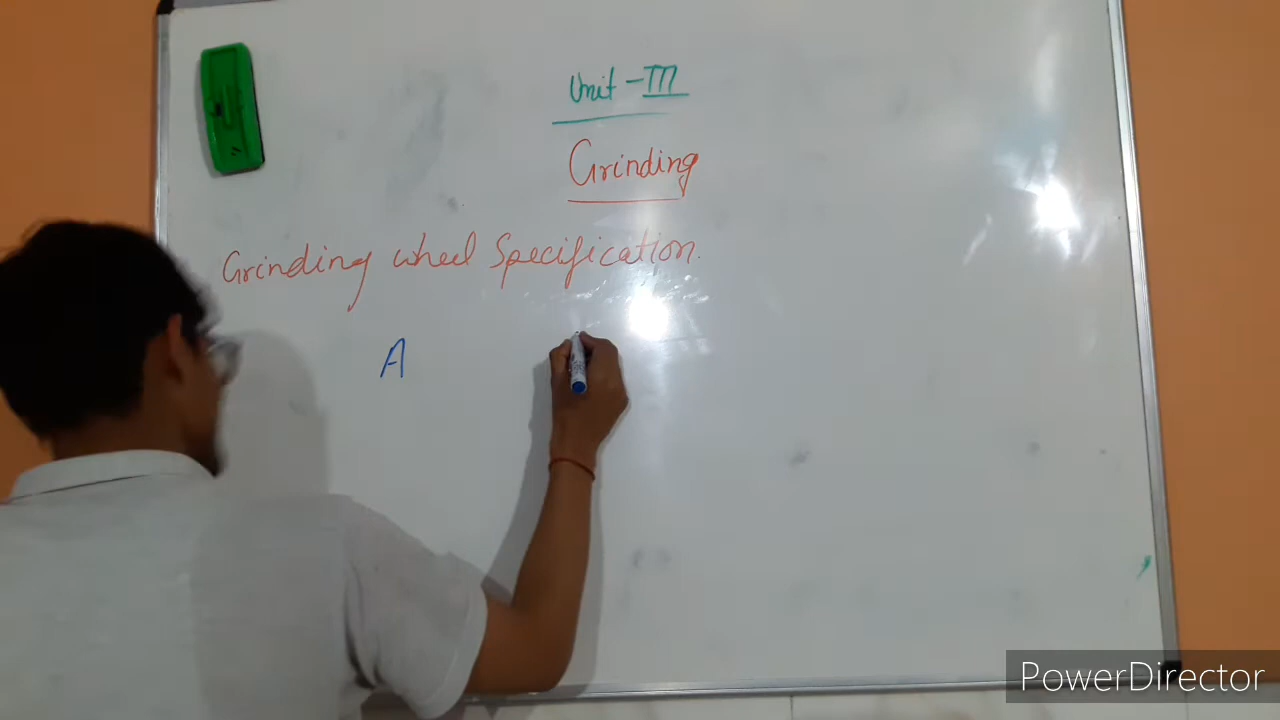 Unit - III
Grinding
Grinding wheel Specification.
A
PowerDirector